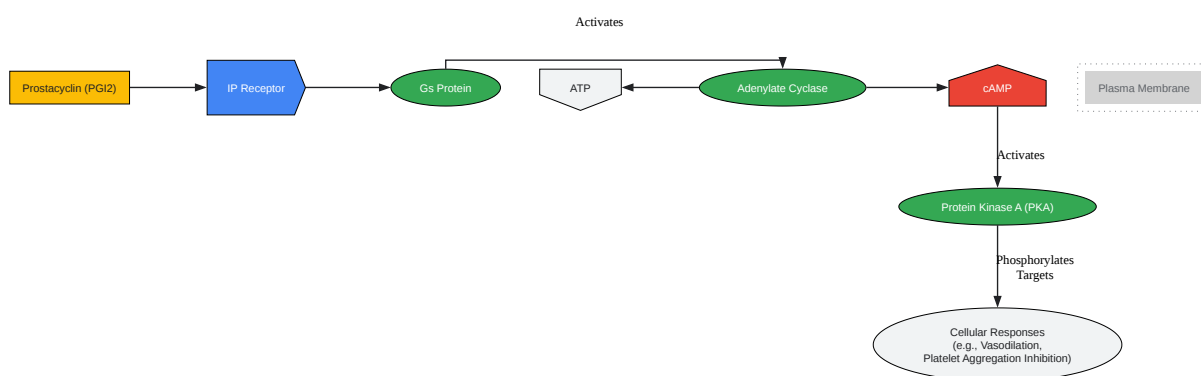 Activates
Prostacyclin (PGI2)
IP Receptor
Gs Protein
ATP
Adenylate Cyclase
cAMP
Plasma Membrane
Activates
Protein Kinase A (PKA)
Phosphorylates
Targets
Cellular Responses
(e.g., Vasodilation,
Platelet Aggregation Inhibition)